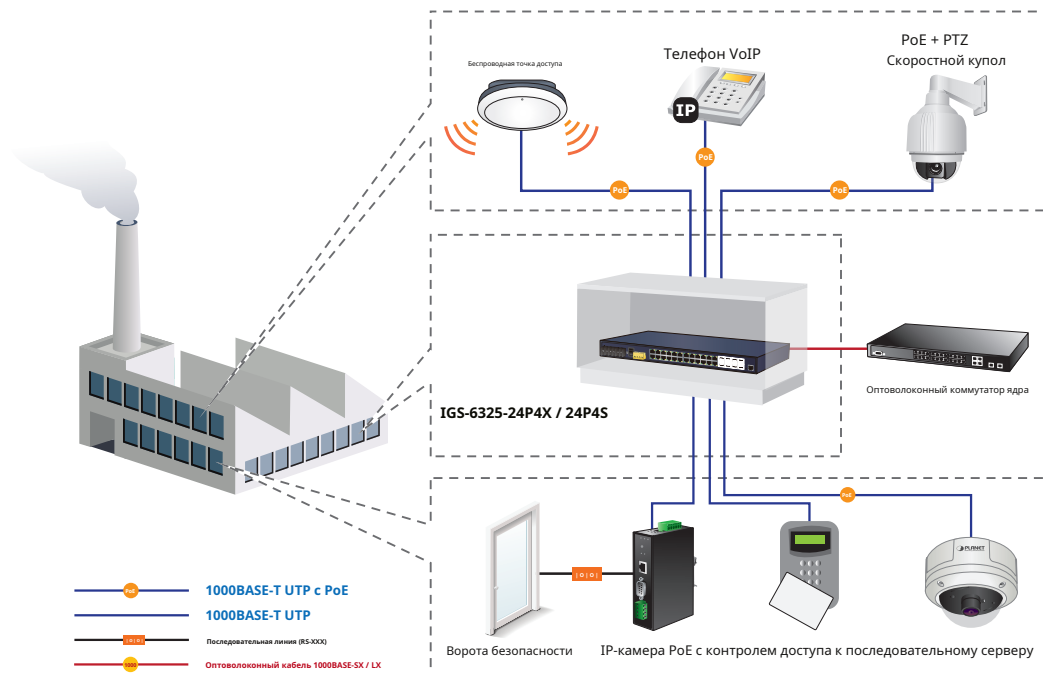 Беспроводная точка доступа
Телефон VoIP
PoE + PTZ
Скоростной купол
IP
PoE
PoE
PoE
Оптоволоконный коммутатор ядра
IGS-6325-24P4X / 24P4S
PoE
PLANET
PoE
1000BASE-T UTP с PoE
1000BASE-T UTP
|O|O|
|O|O|
Последовательная линия (RS-XXX)
100G
Оптоволоконный кабель 1000BASE-SX / LX
Ворота безопасности
IP-камера PoE с контролем доступа к последовательному серверу